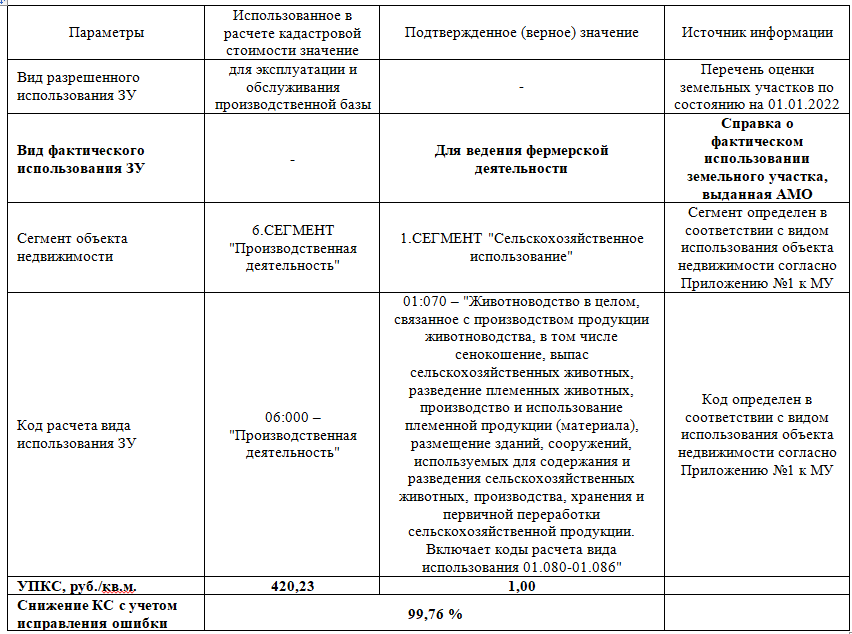 Параметры
Использованное в
расчете кадастровой
стоимости значение
Подтвержденное (верное) значение
Источник информации
Вид разрешенного
использования ЗУ
для эксплуатации и
обслуживания
производственной базы
-
Перечень оценки
земельных участков по
состоянию на 01.01.2022
Вид фактического
использования ЗУ
-
Для ведения фермерской
деятельности
Справка о
фактическом
использовании
земельного участка,
выданная АМО
Сегмент объекта
недвижимости
6.СЕГМЕНТ
"Производственная
деятельность"
1.СЕГМЕНТ "Сельскохозяйственное
использование"
Сегмент определен в
соответствии с видом
использования объекта
недвижимости согласно
Приложению №1 к МУ
Код расчета вида
использования ЗУ
06:000 –
"Производственная
деятельность"
01:070 – "Животноводство в целом,
связанное с производством продукции
животноводства, в том числе
сенокошение, выпас
сельскохозяйственных животных,
разведение племенных животных,
производство и использование
племенной продукции (материала),
размещение зданий, сооружений,
используемых для содержания и
разведения сельскохозяйственных
животных, производства, хранения и
первичной переработки
сельскохозяйственной продукции.
Включает коды расчета вида
использования 01.080-01.086"
Код определен в
соответствии с видом
использования объекта
недвижимости согласно
Приложению №1 к МУ
УПКС, руб./кв.м.
420,23
1,00
Снижение КС с учетом
исправления ошибки
99,76 %